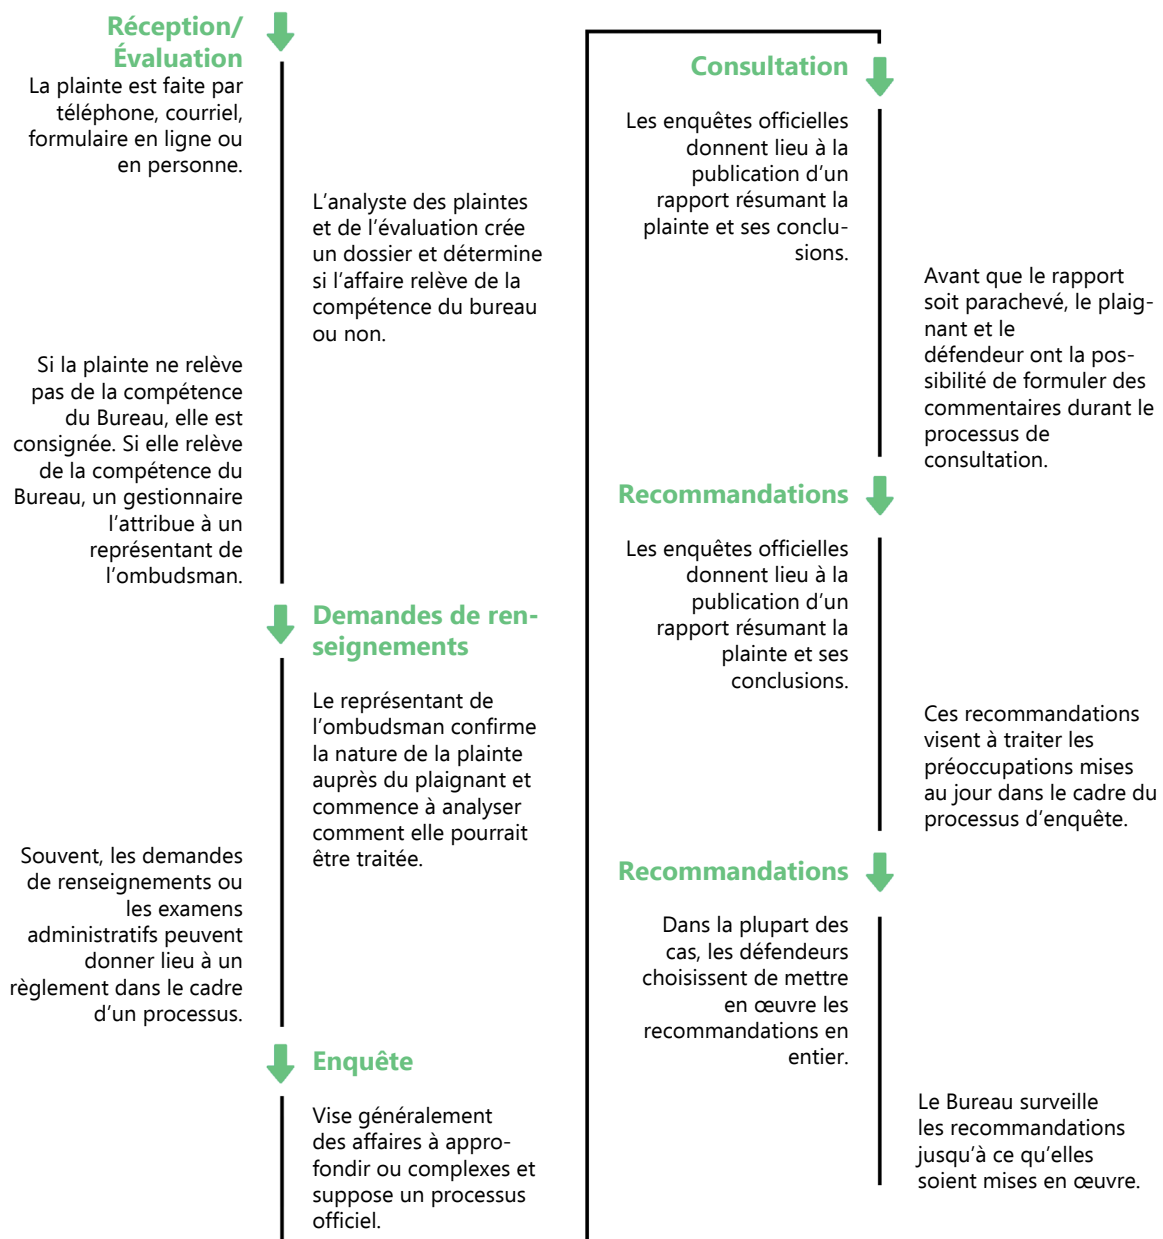 Réception/
Évaluation
La plainte est faite par
téléphone, courriel,
formulaire en ligne ou
en personne.
L’analyste des plaintes
et de l’évaluation crée
un dossier et détermine
si l’affaire relève de la
compétence du bureau
ou non.
Si la plainte ne relève
pas de la compétence
du Bureau, elle est
consignée. Si elle relève
de la compétence du
Bureau, un gestionnaire
l’attribue à un
représentant de
l’ombudsman.
Demandes de ren-
seignements
Le représentant de
l’ombudsman confirme
la nature de la plainte
auprès du plaignant et
commence à analyser
comment elle pourrait
être traitée.
Souvent, les demandes
de renseignements ou
les examens
administratifs peuvent
donner lieu à un
règlement dans le cadre
d’un processus.
Enquête
Vise généralement
des affaires à appro-
fondir ou complexes et
suppose un processus
officiel.
Consultation
Les enquêtes officielles
donnent lieu à la
publication d’un
rapport résumant la
plainte et ses conclu-
sions.
Avant que le rapport
soit parachevé, le plaig-
nant et le
défendeur ont la pos-
sibilité de formuler des
commentaires durant le
processus de
consultation.
Recommandations
Les enquêtes officielles
donnent lieu à la
publication d’un
rapport résumant la
plainte et ses
conclusions.
Ces recommandations
visent à traiter les
préoccupations mises
au jour dans le cadre du
processus d’enquête.
Recommandations
Dans la plupart des
cas, les défendeurs
choisissent de mettre
en œuvre les
recommandations en
entier.
Le Bureau surveille
les recommandations
jusqu’à ce qu’elles
soient mises en œuvre.